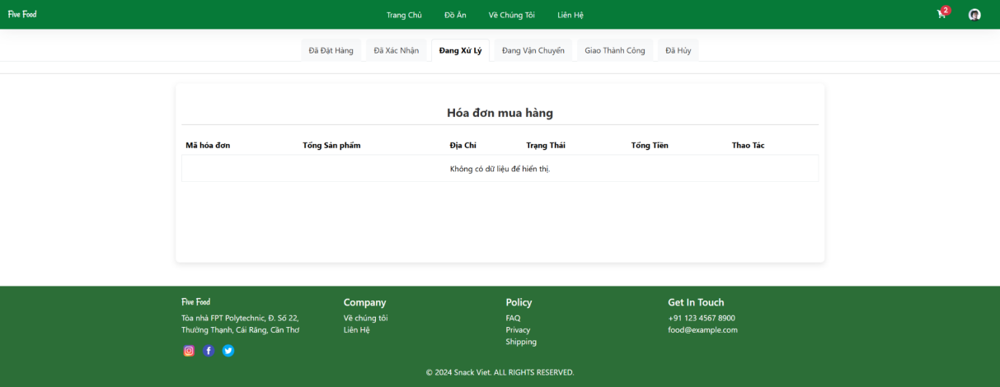 Five Food
Trang Chủ Đồ Ăn Về Chúng Tôi Liên Hệ
2
Đã Đặt Hàng Đã Xác Nhận Đang Xử Lý Đang Vận Chuyển Giao Thành Công Đã Hủy
Hóa đơn mua hàng
Mã hóa đơn Tổng Sản phẩm Địa Chỉ Trạng Thái Tổng Tiền Thao Tác
Không có dữ liệu để hiển thị.
Five Food
Tòa nhà FPT Polytechnic, Đ. Số 22,
Thường Thạnh, Cái Răng, Cần Thơ
Company
Về chúng tôi
Liên Hệ
Policy
FAQ
Privacy
Shipping
Get In Touch
+91 123 4567 8900
food@example.com
© 2024 Snack Viet. ALL RIGHTS RESERVED.